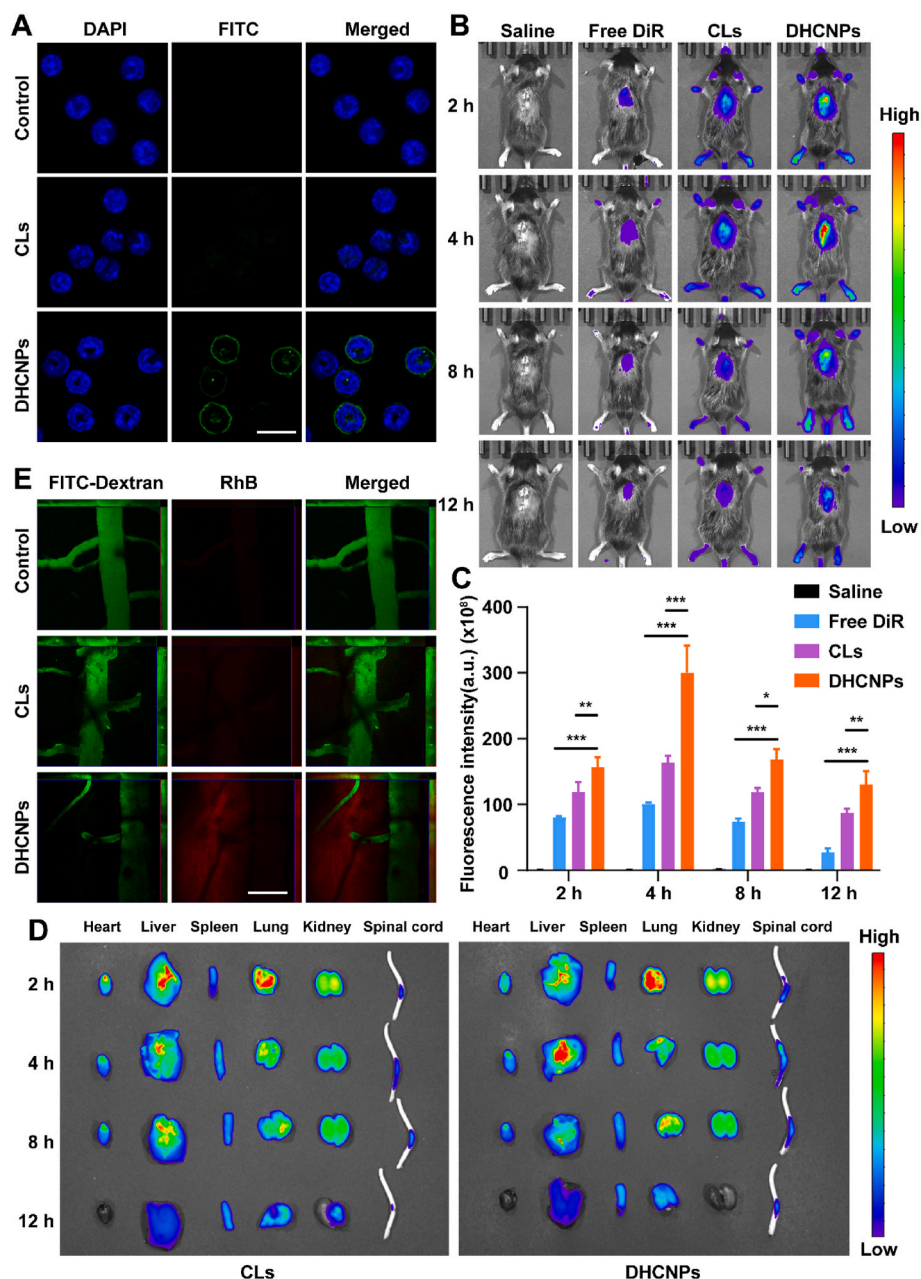 A
DAPI FITC Merged
Control
CLs
DHCNPs
B
Saline Free DiR CLs DHCNPs
2 h
4 h
8 h
12 h
High
Low
E
FITC-Dextran RhB Merged
Control
CLs
DHCNPs
C
Fluorescence intensity(a.u.) (x10⁸)
400
300
200
100
0
Saline
Free DiR
CLs
DHCNPs
*** **
*** ***
*** *
*** **
2 h 4 h 8 h 12 h
D
Heart Liver Spleen Lung Kidney Spinal cord
Heart Liver Spleen Lung Kidney Spinal cord
2 h
4 h
8 h
12 h
High
Low
CLs
DHCNPs